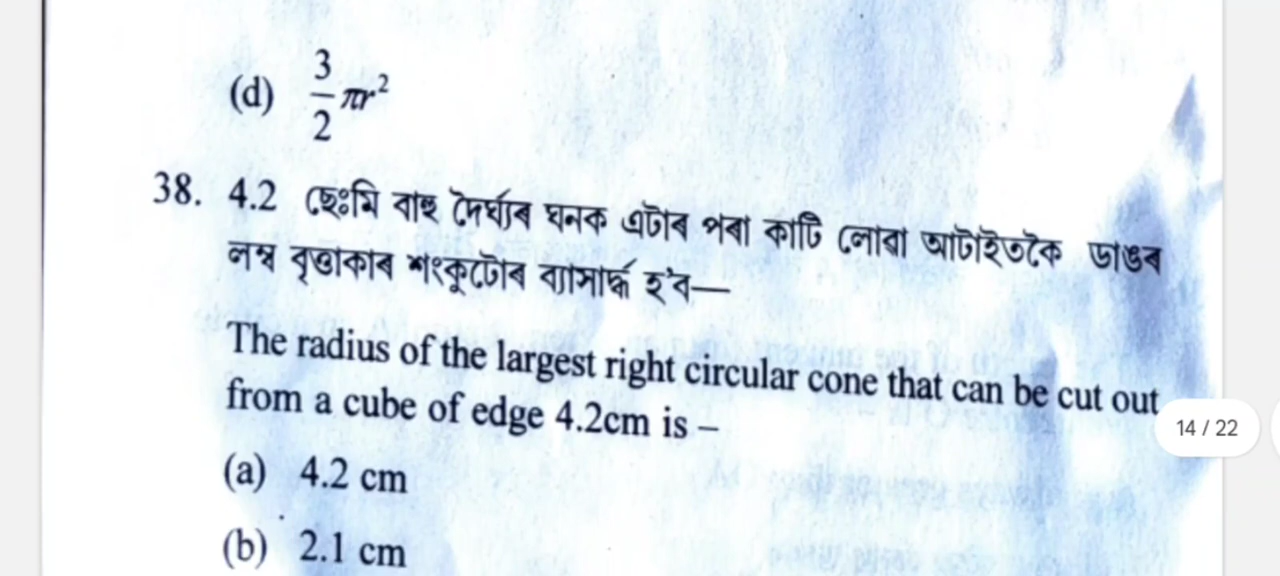 (d) 3/2 πr²
38. 4.2 ছেঃমি বাহু দৈৰ্ঘ্যৰ ঘনক এটাৰ পৰা কাটি লোৱা আটাইতকৈ ডাঙৰ
লম্ব বৃত্তাকাৰ শংকুটোৰ ব্যাসাৰ্দ্ধ হ'ব—
The radius of the largest right circular cone that can be cut out
from a cube of edge 4.2cm is –
14 / 22
(a) 4.2 cm
(b) 2.1 cm